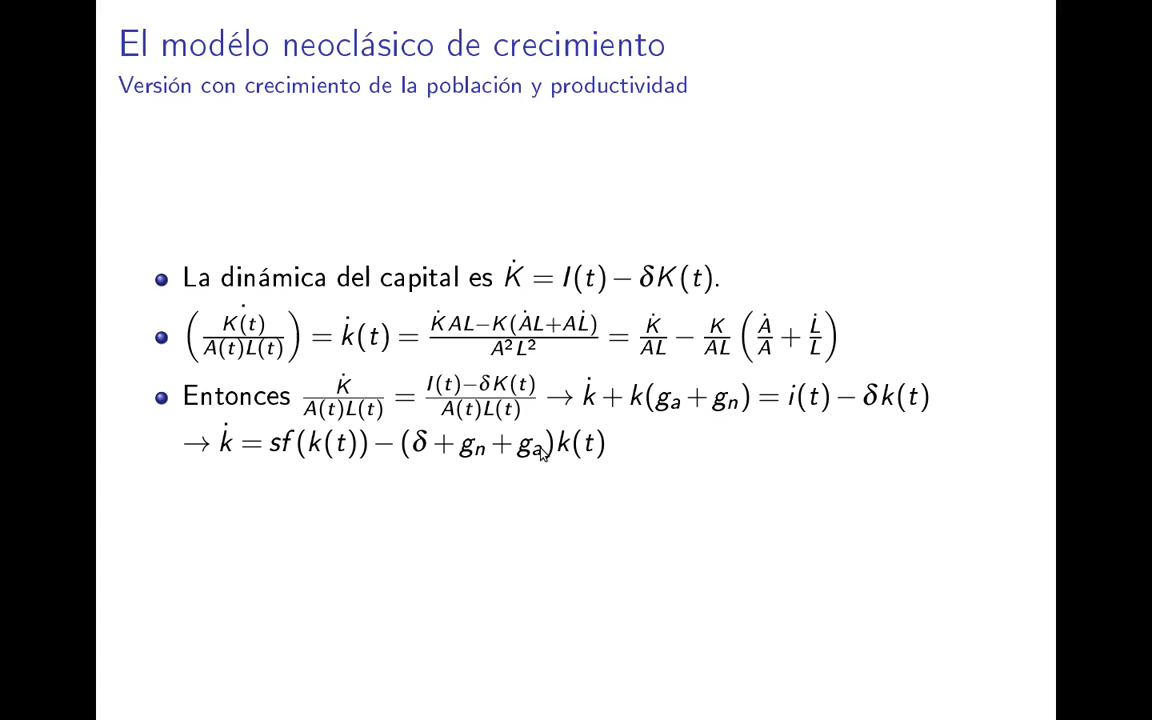 El modélo neoclásico de crecimiento
Versión con crecimiento de la población y productividad
La dinámica del capital es K̇ = I(t) − δK(t).
(K̇(t)/A(t)L(t)) = k̇(t) = (K̇AL−K(ȦL+AL̇))/(A²L²) = K̇/AL − K/AL (Ȧ/A + L̇/L)
Entonces K̇/(A(t)L(t)) = (I(t)−δK(t))/(A(t)L(t)) → k̇ + k(gₐ + gₙ) = i(t) − δk(t)
→ k̇ = sf(k(t)) − (δ + gₙ + gₐ)k(t)